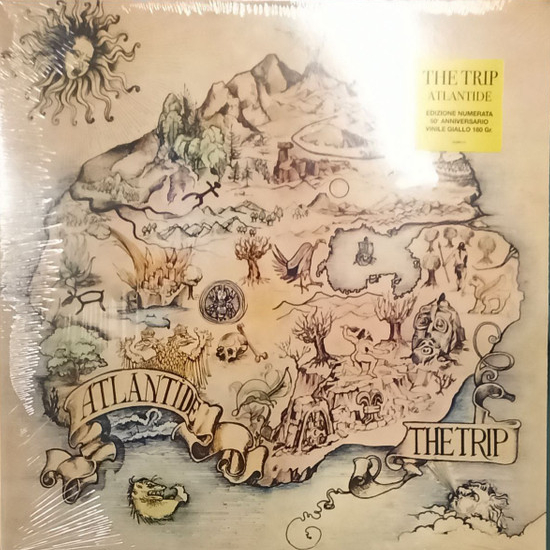 THE TRIP
ATLANTIDE
EDIZIONE NUMERATA
50° ANNIVERSARIO
VINILE GIALLO 180 Gr.
ATLANTIDE
THE TRIP